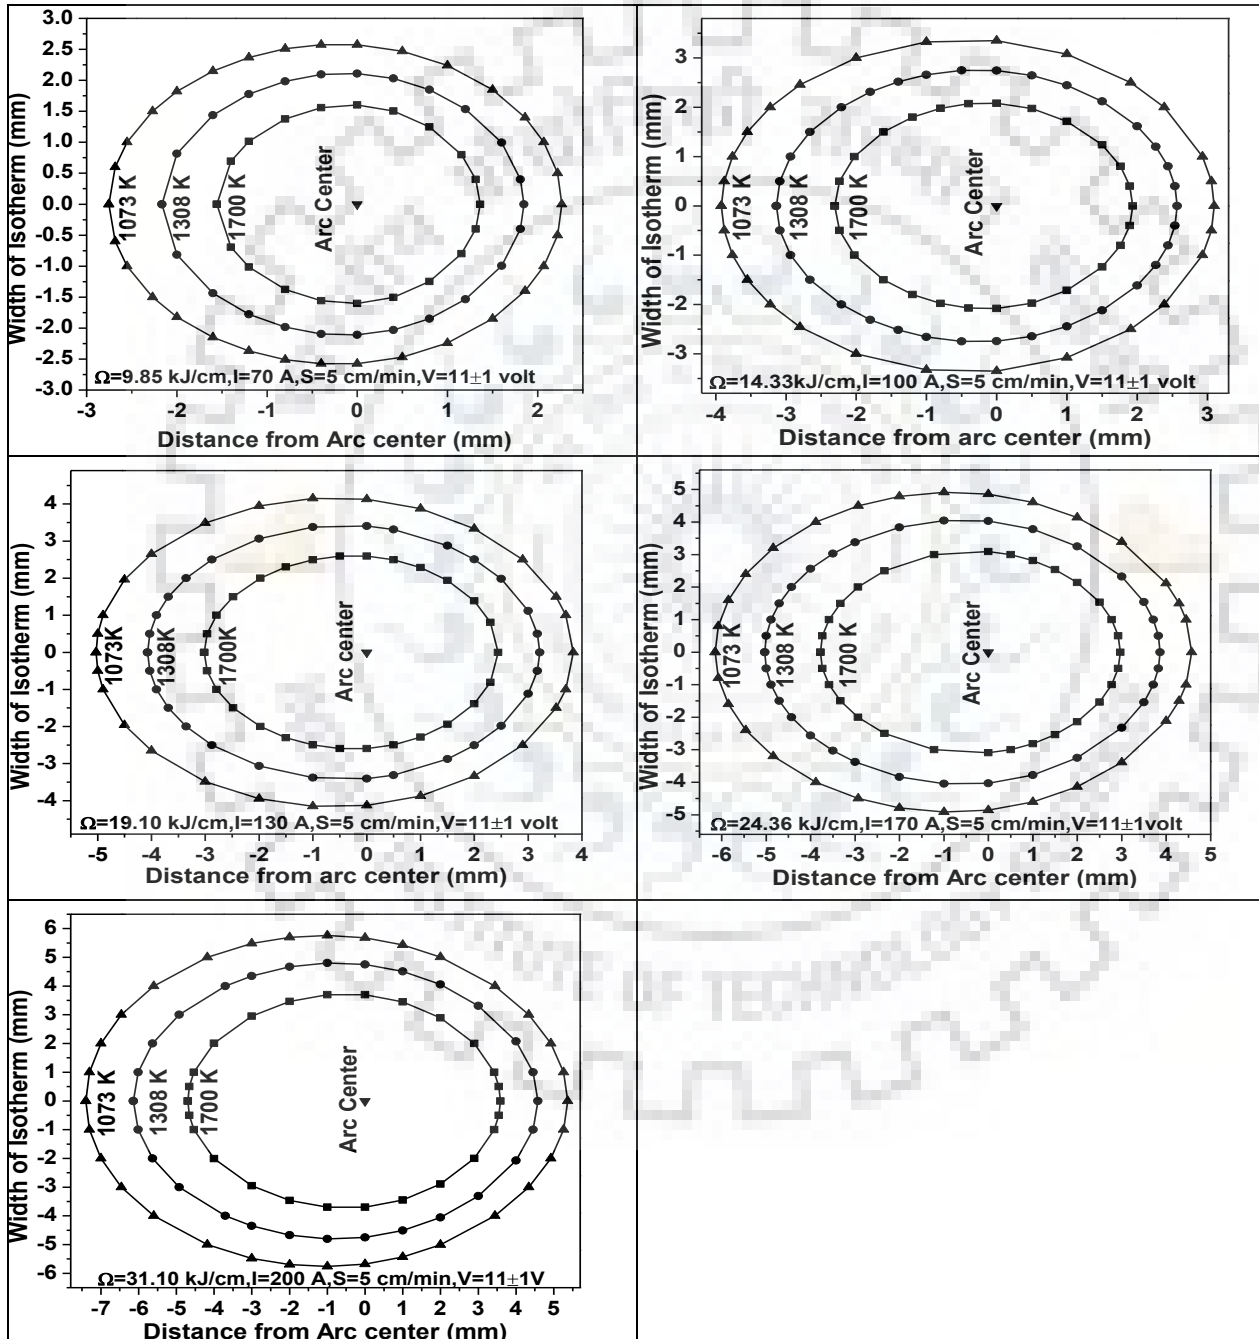 3.0
2.5
2.0
1.5
1.0
0.5
0.0
-0.5
-1.0
-1.5
-2.0
-2.5
-3.0
Width of Isotherm (mm)
1073 K
1308 K
1700 K
Arc Center
Ω=9.85 kJ/cm,I=70 A,S=5 cm/min,V=11±1 volt
-3 -2 -1 0 1 2
Distance from Arc center (mm)
3
2
1
0
-1
-2
-3
Width of Isotherm (mm)
1073 K
1308 K
1700 K
Arc Center
Ω=14.33kJ/cm,I=100 A,S=5 cm/min,V=11±1 volt
-4 -3 -2 -1 0 1 2 3
Distance from arc center (mm)
4
3
2
1
0
-1
-2
-3
-4
Width of Isotherm (mm)
1073K
1308K
1700K
Arc center
Ω=19.10 kJ/cm,I=130 A,S=5 cm/min,V=11±1 volt
-5 -4 -3 -2 -1 0 1 2 3 4
Distance from arc center (mm)
5
4
3
2
1
0
-1
-2
-3
-4
-5
Width of Isotherm (mm)
1073 K
1308 K
1700 K
Arc Center
Ω=24.36 kJ/cm,I=170 A,S=5 cm/min,V=11±1volt
-6 -5 -4 -3 -2 -1 0 1 2 3 4 5
Distance from Arc center (mm)
6
5
4
3
2
1
0
-1
-2
-3
-4
-5
-6
Width of Isotherm (mm)
1073 K
1308 K
1700 K
Arc Center
Ω=31.10 kJ/cm,I=200 A,S=5 cm/min,V=11±1V
-7 -6 -5 -4 -3 -2 -1 0 1 2 3 4 5
Distance from Arc center (mm)
OF TECHNOLOGY